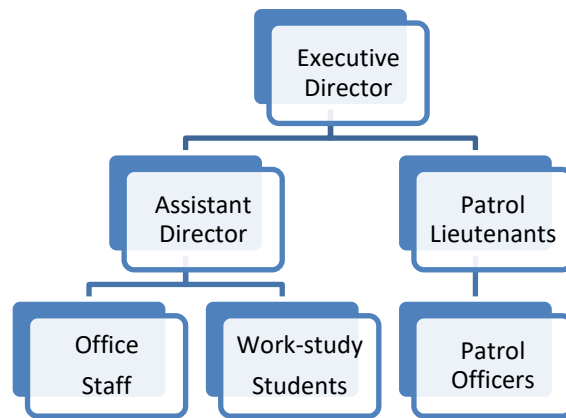 Executive
Director
Assistant
Director
Patrol
Lieutenants
Office
Staff
Work-study
Students
Patrol
Officers